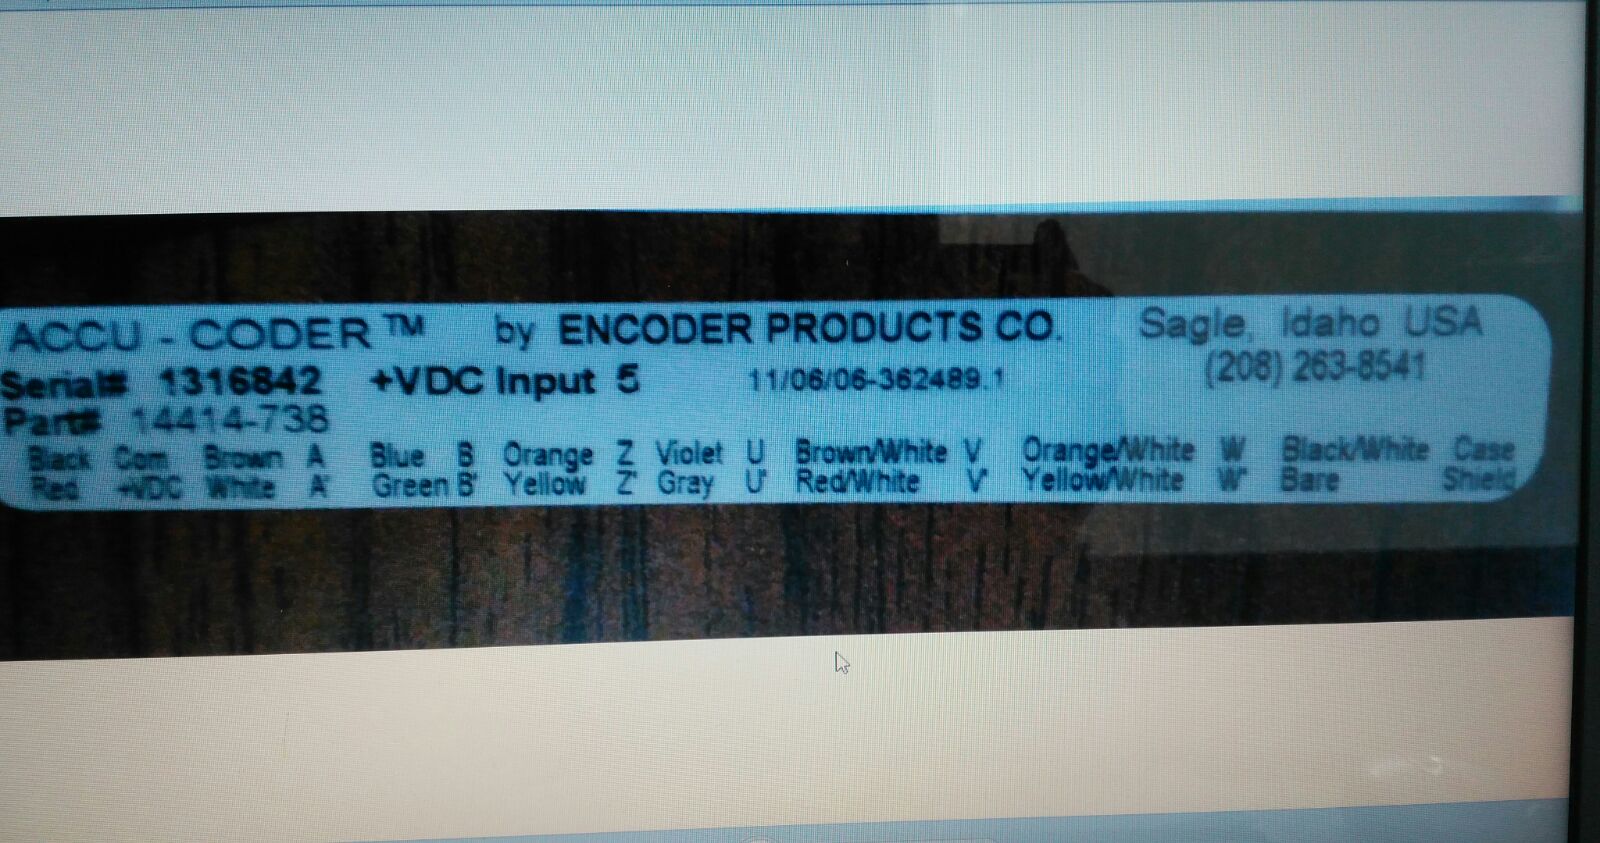 ACCU - CODER™ by ENCODER PRODUCTS CO. Sagle, Idaho USA
Serial# 1316842 +VDC Input 5 11/06/06-362489.1 (208) 263-8541
Part# 14414-738
Black Com Brown A Blue B Orange Z Violet U Brown/White V Orange/White W Black/White Case
Red +VDC White A' Green B' Yellow Z' Gray U' Red/White V' Yellow/White W' Bare Shield